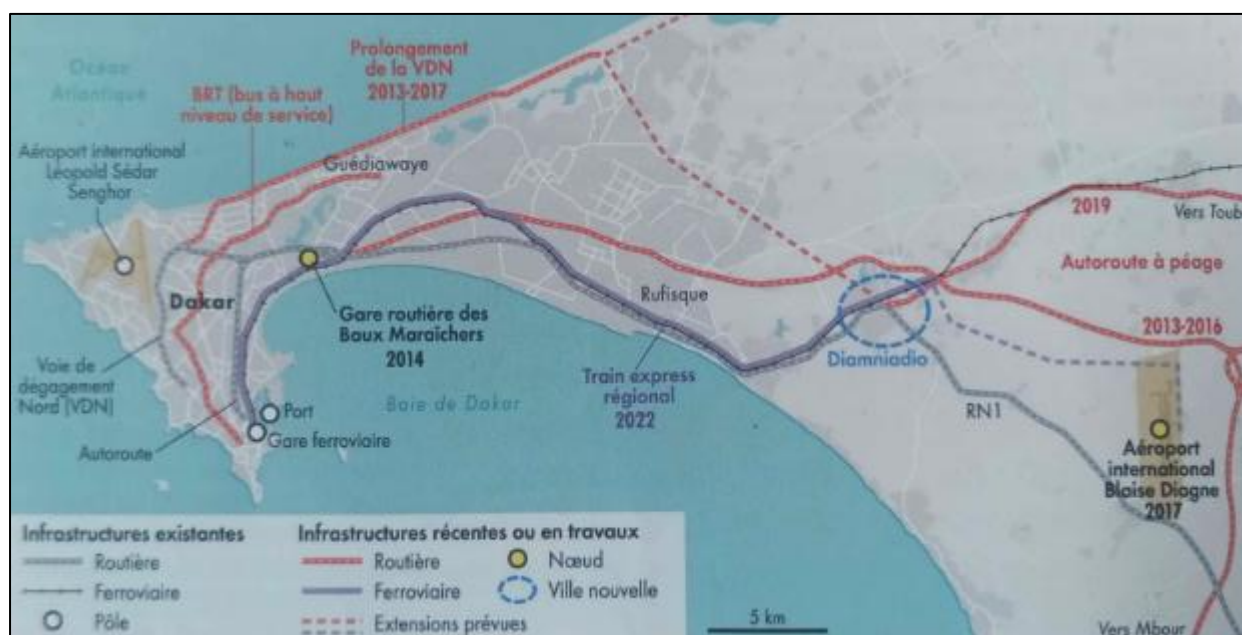 Océan
Atlantique
Prolongement
de la VDN
2013-2017
BRT (bus à haut
niveau de service)
Aéroport international
Léopold Sédar
Senghor
Guédiawaye
2019
Vers Toub
Autoroute à péage
Dakar
Gare routière des
Baux Maraîchers
2014
Rufisque
2013-2016
Diamniadio
Voie de
dégagement
Nord (VDN)
Train express
régional
2022
Baie de Dakar
RN1
Port
Gare ferroviaire
Autoroute
Aéroport
international
Blaise Diagne
2017
Infrastructures existantes
Routière
Ferroviaire
Pôle
Infrastructures récentes ou en travaux
Routière
Ferroviaire
Extensions prévues
Nœud
Ville nouvelle
5 km
Vers Mbour